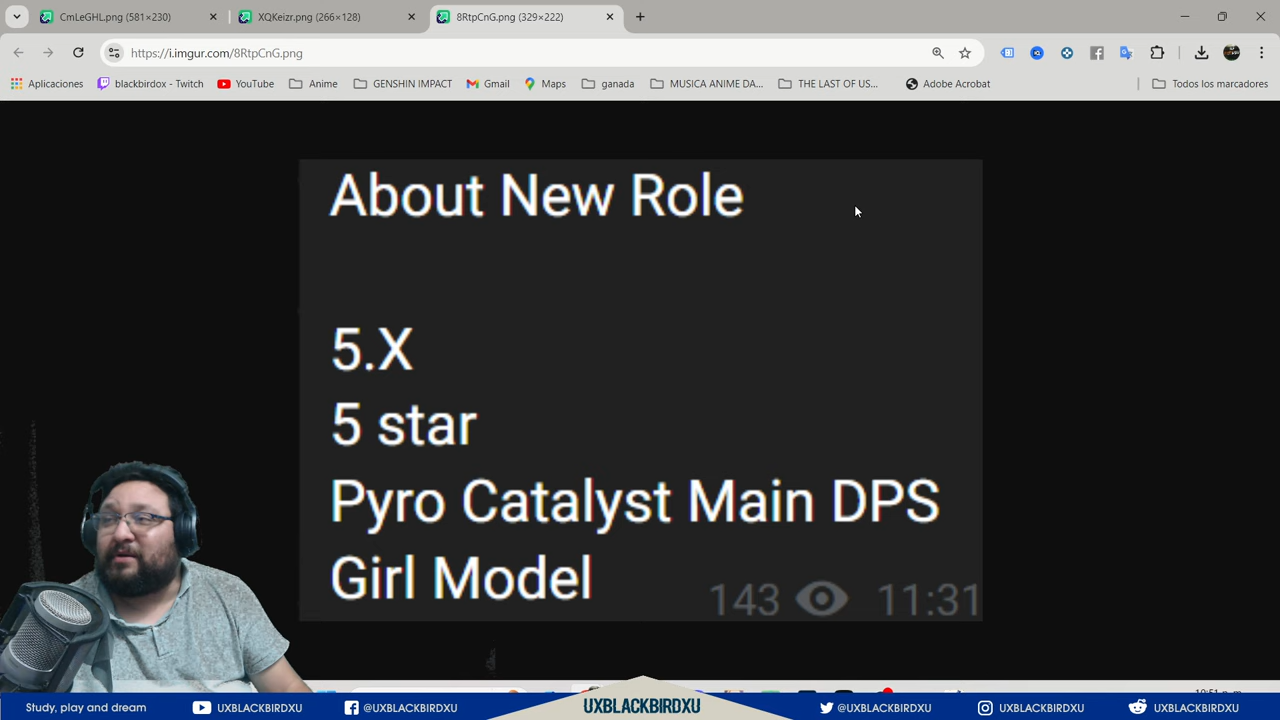 CmLeGHL.png (581×230)
XQKeizr.png (266×128)
8RtpCnG.png (329×222)
https://i.imgur.com/8RtpCnG.png
Aplicaciones
blackbirdox - Twitch
YouTube
Anime
GENSHIN IMPACT
Gmail
Maps
ganada
MUSICA ANIME DA...
THE LAST OF US...
Adobe Acrobat
Todos los marcadores
About New Role
5.X
5 star
Pyro Catalyst Main DPS
Girl Model
143 11:31
Study, play and dream
UXBLACKBIRDXU
@UXBLACKBIRDXU
UXBLACKBIRDXU
@UXBLACKBIRDXU
UXBLACKBIRDXU
UXBLACKBIRDXU